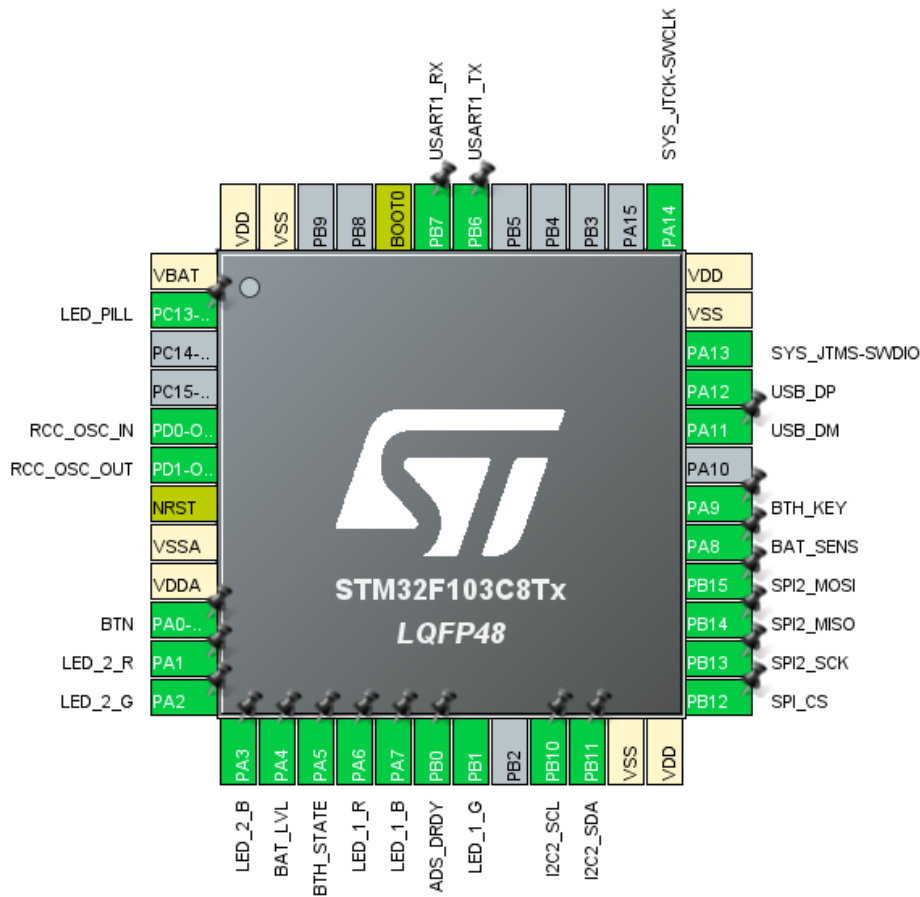 USART1_RX
USART1_TX
SYS_JTCK-SWCLK
VDD
VSS
PB9
PB8
BOOT0
PB7
PB6
PB5
PB4
PB3
PA15
PA14
VBAT
LED_PILL PC13-..
PC14-..
PC15-..
RCC_OSC_IN PD0-O..
RCC_OSC_OUT PD1-O..
NRST
VSSA
VDDA
BTN PA0-..
LED_2_R PA1
LED_2_G PA2
ST
STM32F103C8Tx
LQFP48
VDD
VSS
PA13 SYS_JTMS-SWDIO
PA12 USB_DP
PA11 USB_DM
PA10
PA9 BTH_KEY
PA8 BAT_SENS
PB15 SPI2_MOSI
PB14 SPI2_MISO
PB13 SPI2_SCK
PB12 SPI_CS
PA3
PA4
PA5
PA6
PA7
PB0
PB1
PB2
PB10
PB11
VSS
VDD
LED_2_B
BAT_LVL
BTH_STATE
LED_1_R
LED_1_B
ADS_DRDY
LED_1_G
I2C2_SCL
I2C2_SDA